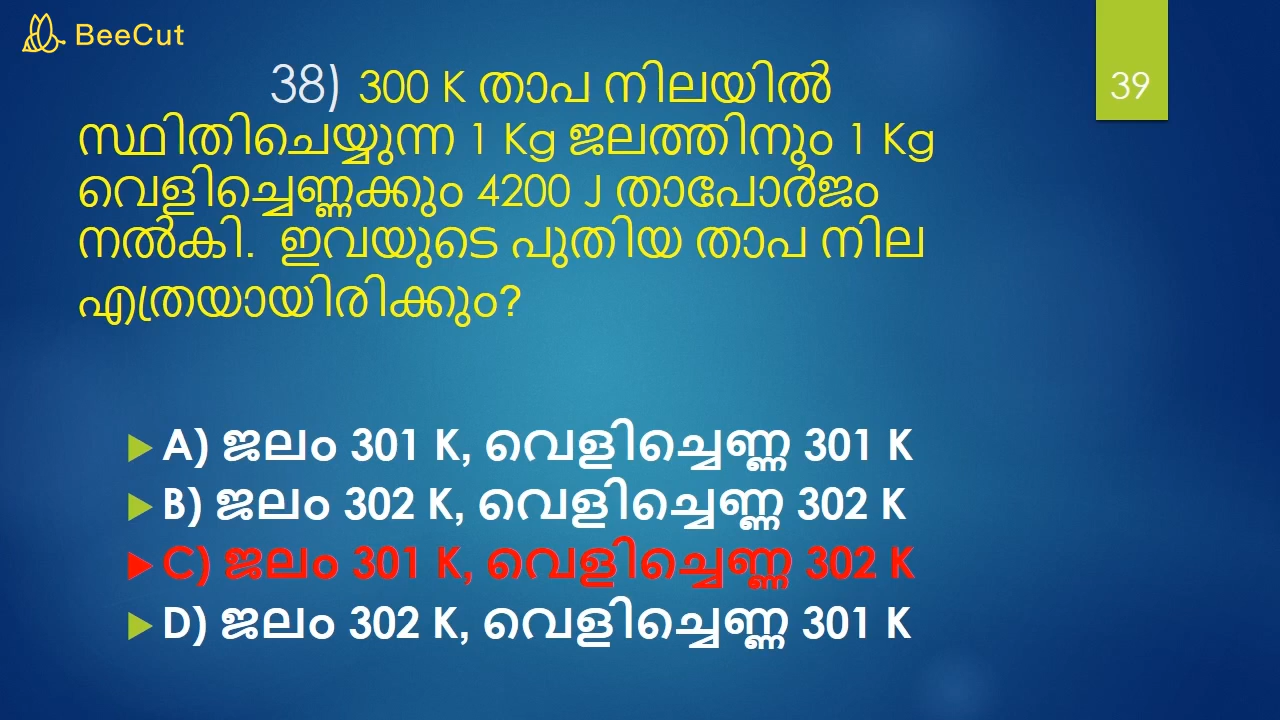 BeeCut
39
38) 300 K താപ നിലയിൽ
സ്ഥിതിചെയ്യുന്ന 1 Kg ജലത്തിനും 1 Kg
വെളിച്ചെണ്ണക്കും 4200 J താപോർജം
നൽകി. ഇവയുടെ പുതിയ താപ നില
എത്രയായിരിക്കും?
A) ജലം 301 K, വെളിച്ചെണ്ണ 301 K
B) ജലം 302 K, വെളിച്ചെണ്ണ 302 K
C) ജലം 301 K, വെളിച്ചെണ്ണ 302 K
D) ജലം 302 K, വെളിച്ചെണ്ണ 301 K